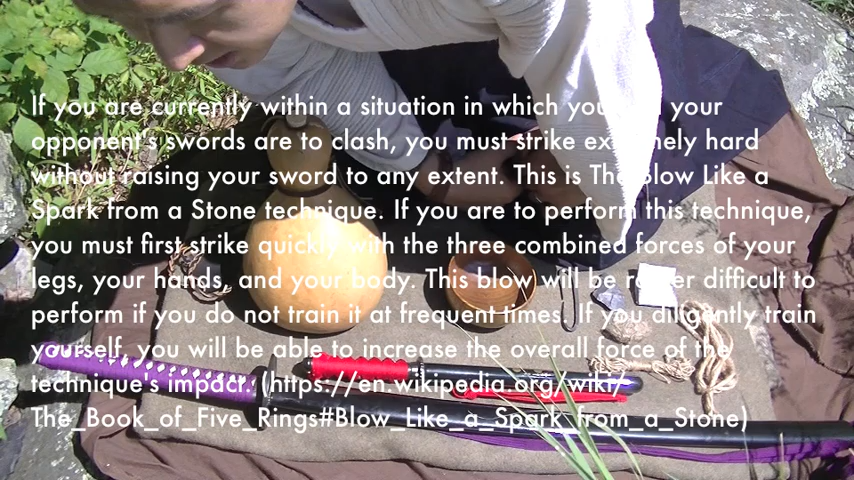 If you are currently within a situation in which you and your
opponent's swords are to clash, you must strike extremely hard
without raising your sword to any extent. This is The Blow Like a
Spark from a Stone technique. If you are to perform this technique,
you must first strike quickly with the three combined forces of your
legs, your hands, and your body. This blow will be rather difficult to
perform if you do not train it at frequent times. If you diligently train
yourself, you will be able to increase the overall force of the
technique's impact. (https://en.wikipedia.org/wiki/
The_Book_of_Five_Rings#Blow_Like_a_Spark_from_a_Stone)